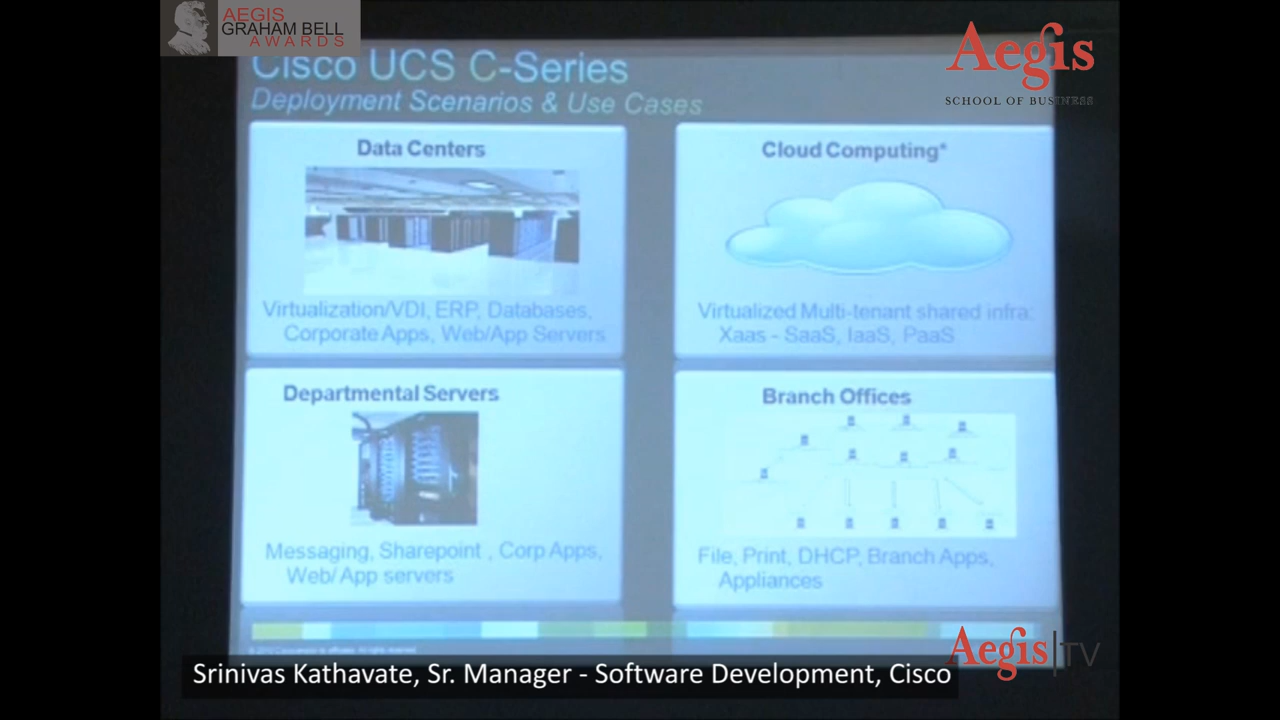 AEGIS
GRAHAM BELL
AWARDS
Aegis
SCHOOL OF BUSINESS
Cisco UCS C-Series
Deployment Scenarios & Use Cases
Data Centers
Virtualization/VDI, ERP, Databases,
Corporate Apps, Web/App Servers
Cloud Computing*
Virtualized Multi-tenant shared infra:
Xaas - SaaS, IaaS, PaaS
Departmental Servers
Messaging, Sharepoint , Corp Apps,
Web/ App servers
Branch Offices
File, Print, DHCP, Branch Apps,
Appliances
Srinivas Kathavate, Sr. Manager - Software Development, Cisco
Aegis|TV